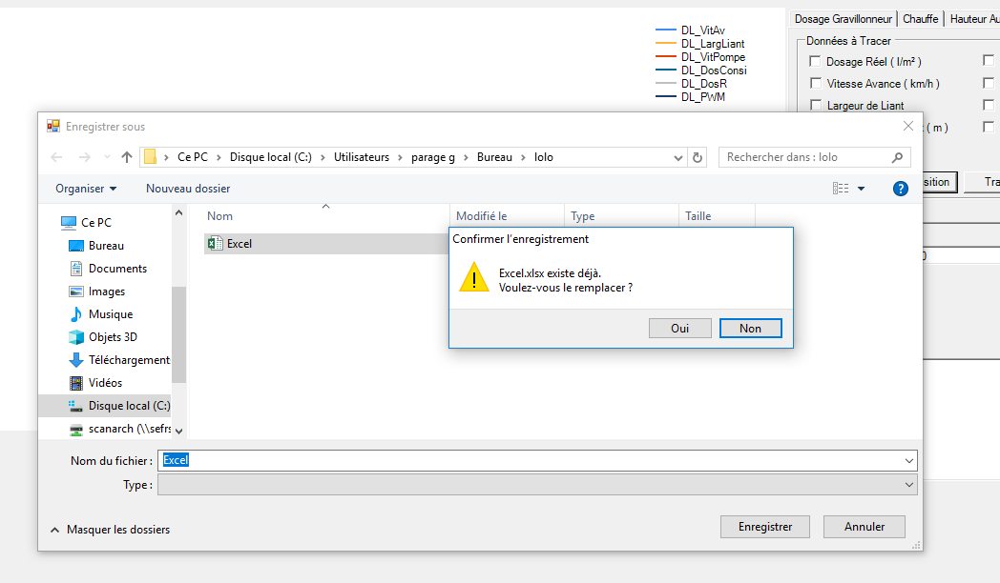 DL_VitAv
DL_LargLiant
DL_VitPompe
DL_DosConsi
DL_DosR
DL_PWM
Dosage Gravillonneur
Chauffe
Hauteur Au
Données à Tracer
Dosage Réel ( l/m² )
Vitesse Avance ( km/h )
Largeur de Liant
( m )
sition
Tra
Enregistrer sous
Ce PC
Disque local (C:)
Utilisateurs
parage g
Bureau
lolo
Rechercher dans : lolo
Organiser
Nouveau dossier
?
Ce PC
Bureau
Documents
Images
Musique
Objets 3D
Téléchargement
Vidéos
Disque local (C:)
scanarch (\\sefrs
Nom
Modifié le
Type
Taille
Excel
Confirmer l'enregistrement
Excel.xlsx existe déjà.
Voulez-vous le remplacer ?
Oui
Non
Nom du fichier :
Excel
Type :
Masquer les dossiers
Enregistrer
Annuler